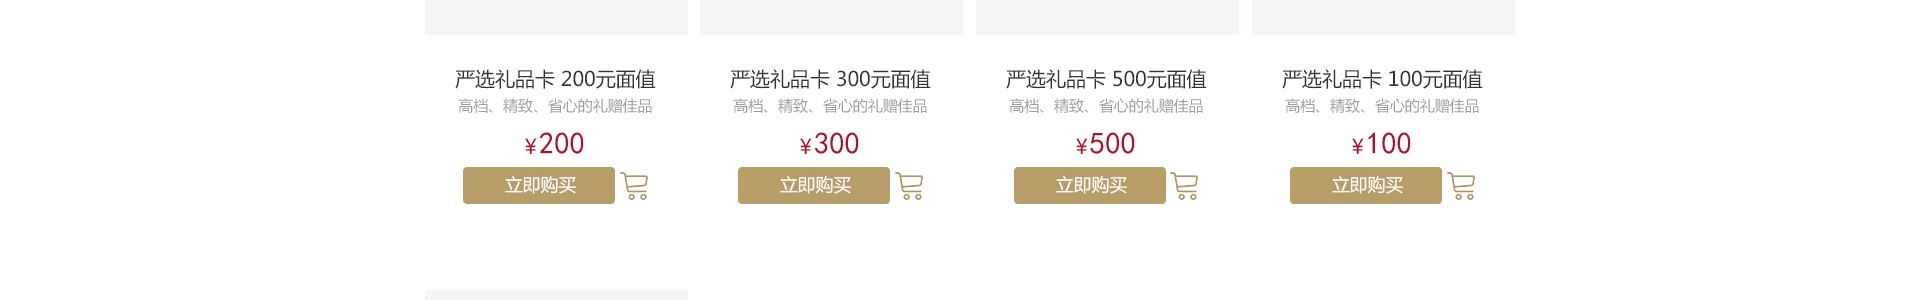 严选礼品卡 200元面值
高档、精致、省心的礼赠佳品
¥200
立即购买
严选礼品卡 300元面值
高档、精致、省心的礼赠佳品
¥300
立即购买
严选礼品卡 500元面值
高档、精致、省心的礼赠佳品
¥500
立即购买
严选礼品卡 100元面值
高档、精致、省心的礼赠佳品
¥100
立即购买